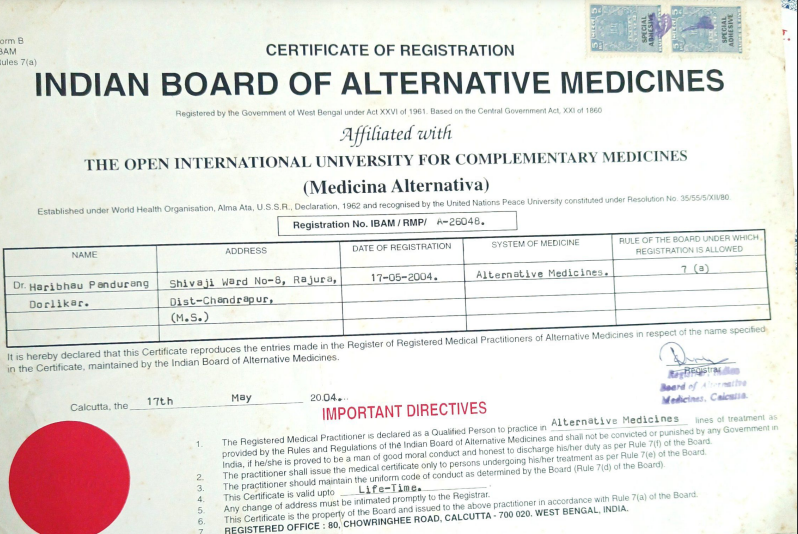 orm B
BAM
ules 7(a)
5 SPECIAL ADHESIVE
5 SPECIAL ADHESIVE
CERTIFICATE OF REGISTRATION
INDIAN BOARD OF ALTERNATIVE MEDICINES
Registered by the Government of West Bengal under Act XXVI of 1961. Based on the Central Government Act, XXI of 1860
Affiliated with
THE OPEN INTERNATIONAL UNIVERSITY FOR COMPLEMENTARY MEDICINES
(Medicina Alternativa)
Established under World Health Organisation, Alma Ata, U.S.S.R., Declaration, 1962 and recognised by the United Nations Peace University constituted under Resolution No. 35/55/5/XII/80.
Registration No. IBAM / RMP/ A-26048.
NAME ADDRESS DATE OF REGISTRATION SYSTEM OF MEDICINE RULE OF THE BOARD UNDER WHICH
REGISTRATION IS ALLOWED
Dr. Haribhau Pandurang Shivaji Ward No-8, Rajura, 17-05-2004. Alternative Medicines. 7 (a)
Dorlikar. Dist-Chandrapur,
(M.S.)
It is hereby declared that this Certificate reproduces the entries made in the Register of Registered Medical Practitioners of Alternative Medicines in respect of the name specified
in the Certificate, maintained by the Indian Board of Alternative Medicines.
Registrar
Registrar, Indian
Board of Alternative
Medicines, Calcutta.
Calcutta, the 17th May 2004.
IMPORTANT DIRECTIVES
1. The Registered Medical Practitioner is declared as a Qualified Person to practice in Alternative Medicines lines of treatment as
provided by the Rules and Regulations of the Indian Board of Alternative Medicines and shall not be convicted or punished by any Government in
India, if he/she is proved to be a man of good moral conduct and honest to discharge his/her duty as per Rule 7(f) of the Board.
2. The practitioner shall issue the medical certificate only to persons undergoing his/her treatment as per Rule 7(e) of the Board.
3. The practitioner should maintain the uniform code of conduct as determined by the Board (Rule 7(d) of the Board).
4. This Certificate is valid upto Life-Time.
5. Any change of address must be intimated promptly to the Registrar.
6. This Certificate is the property of the Board and issued to the above practitioner in accordance with Rule 7(a) of the Board.
7 REGISTERED OFFICE : 80, CHOWRINGHEE ROAD, CALCUTTA - 700 020. WEST BENGAL, INDIA.